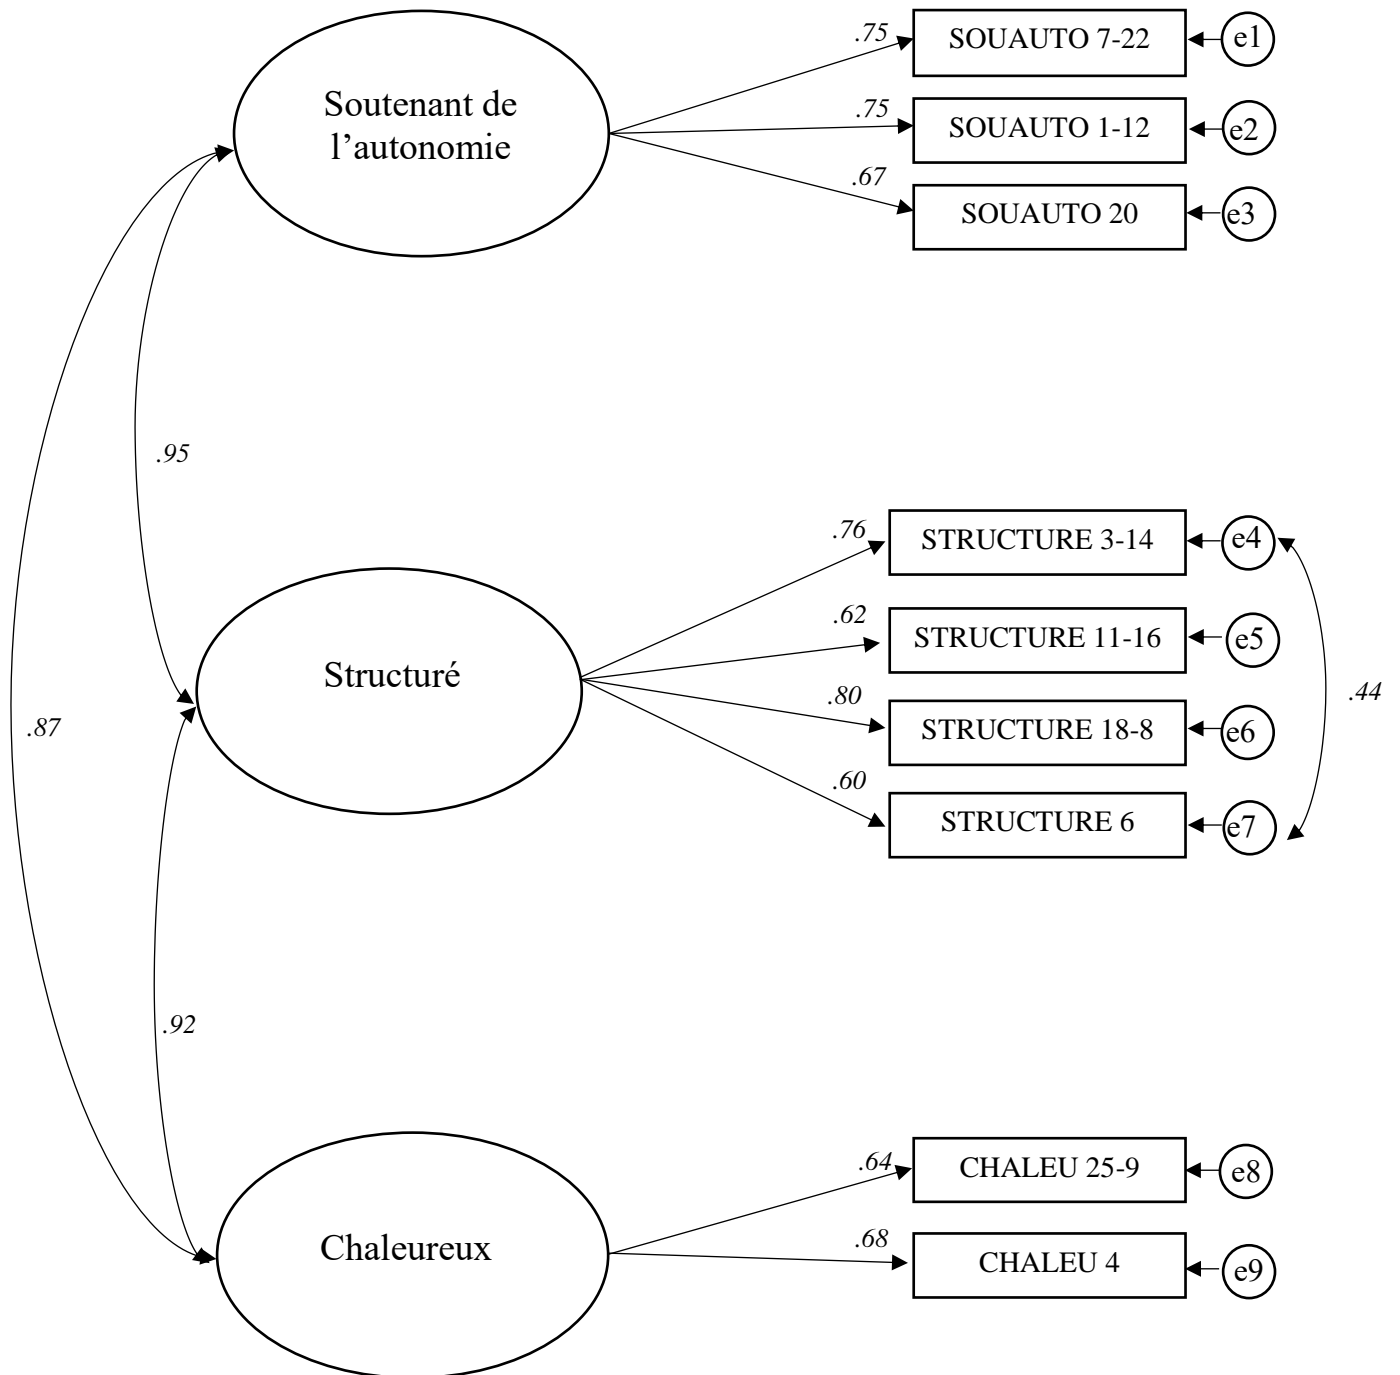 .75
SOUAUTO 7-22
e1
Soutenant de
l’autonomie
.75
SOUAUTO 1-12
e2
.67
SOUAUTO 20
e3
.95
.76
STRUCTURE 3-14
e4
.62
STRUCTURE 11-16
e5
Structuré
.80
STRUCTURE 18-8
e6
.44
.87
.60
STRUCTURE 6
e7
.92
.64
CHALEU 25-9
e8
Chaleureux
.68
CHALEU 4
e9